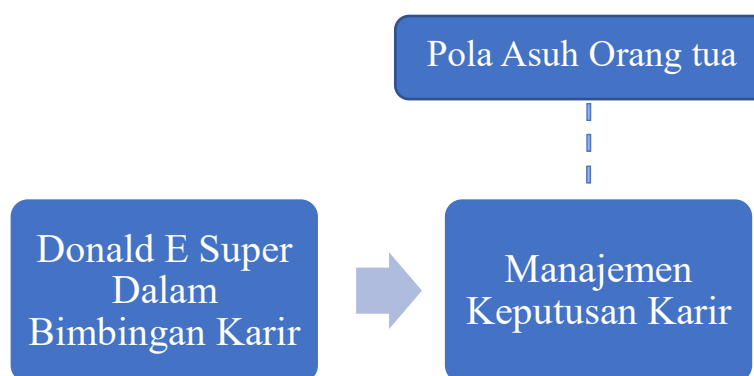 Pola Asuh Orang tua
Donald E Super
Dalam
Bimbingan Karir
Manajemen
Keputusan Karir